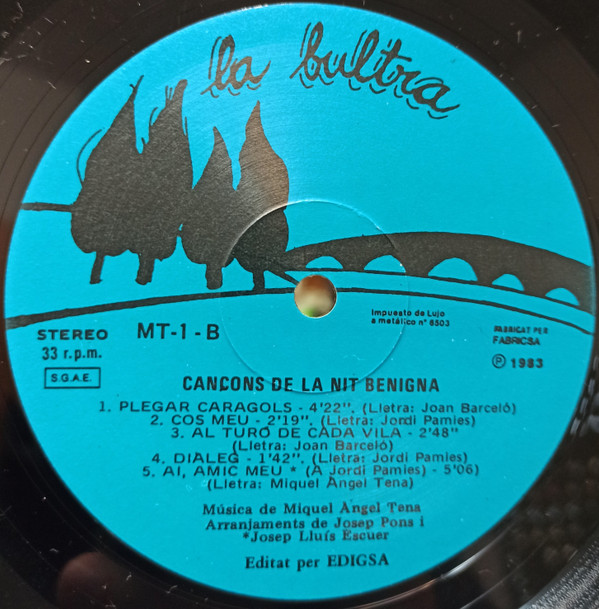 la bultra
STEREO
33 r.p.m.
MT-1-B
S.G.A.E.
Impuesto de Lujo
a metálico nº 6503
FABRICAT PER
FABRICSA
Ⓟ 1983
CANCONS DE LA NIT BENIGNA
1. PLEGAR CARAGOLS - 4'22", (Lletra: Joan Barceló)
2. COS MEU - 2'19", (Lletra: Jordi Pamies)
3. AL TURO DE CADA VILA - 2'48"
(Lletra: Joan Barceló)
4. DIALEG - 1'42", (Lletra: Jordi Pamies)
5. AI, AMIC MEU * (A Jordi Pamies) - 5'06)
(Lletra: Miquel Àngel Tena)
Música de Miquel Àngel Tena
Arranjaments de Josep Pons i
*Josep Lluís Escuer
Editat per EDIGSA